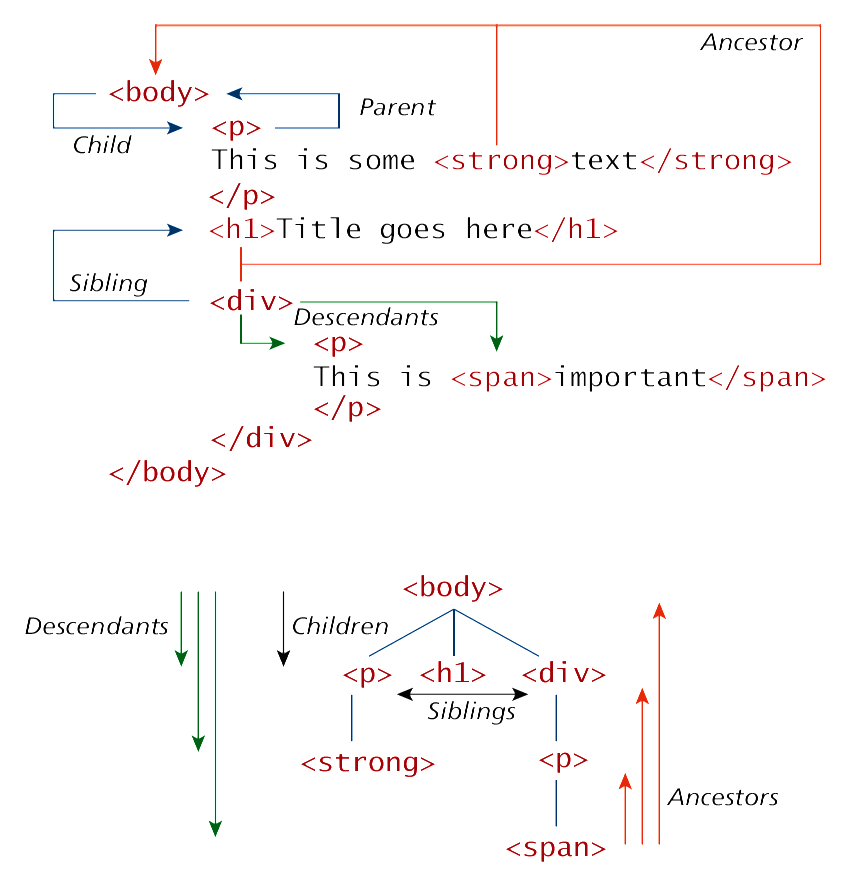 Ancestor
<body>
Parent
<p>
Child
This is some <strong>text</strong>
</p>
<h1>Title goes here</h1>
Sibling
<div>
Descendants
<p>
This is <span>important</span>
</p>
</div>
</body>
<body>
Descendants
Children
<p> <h1> <div>
Siblings
<strong>
<p>
Ancestors
<span>